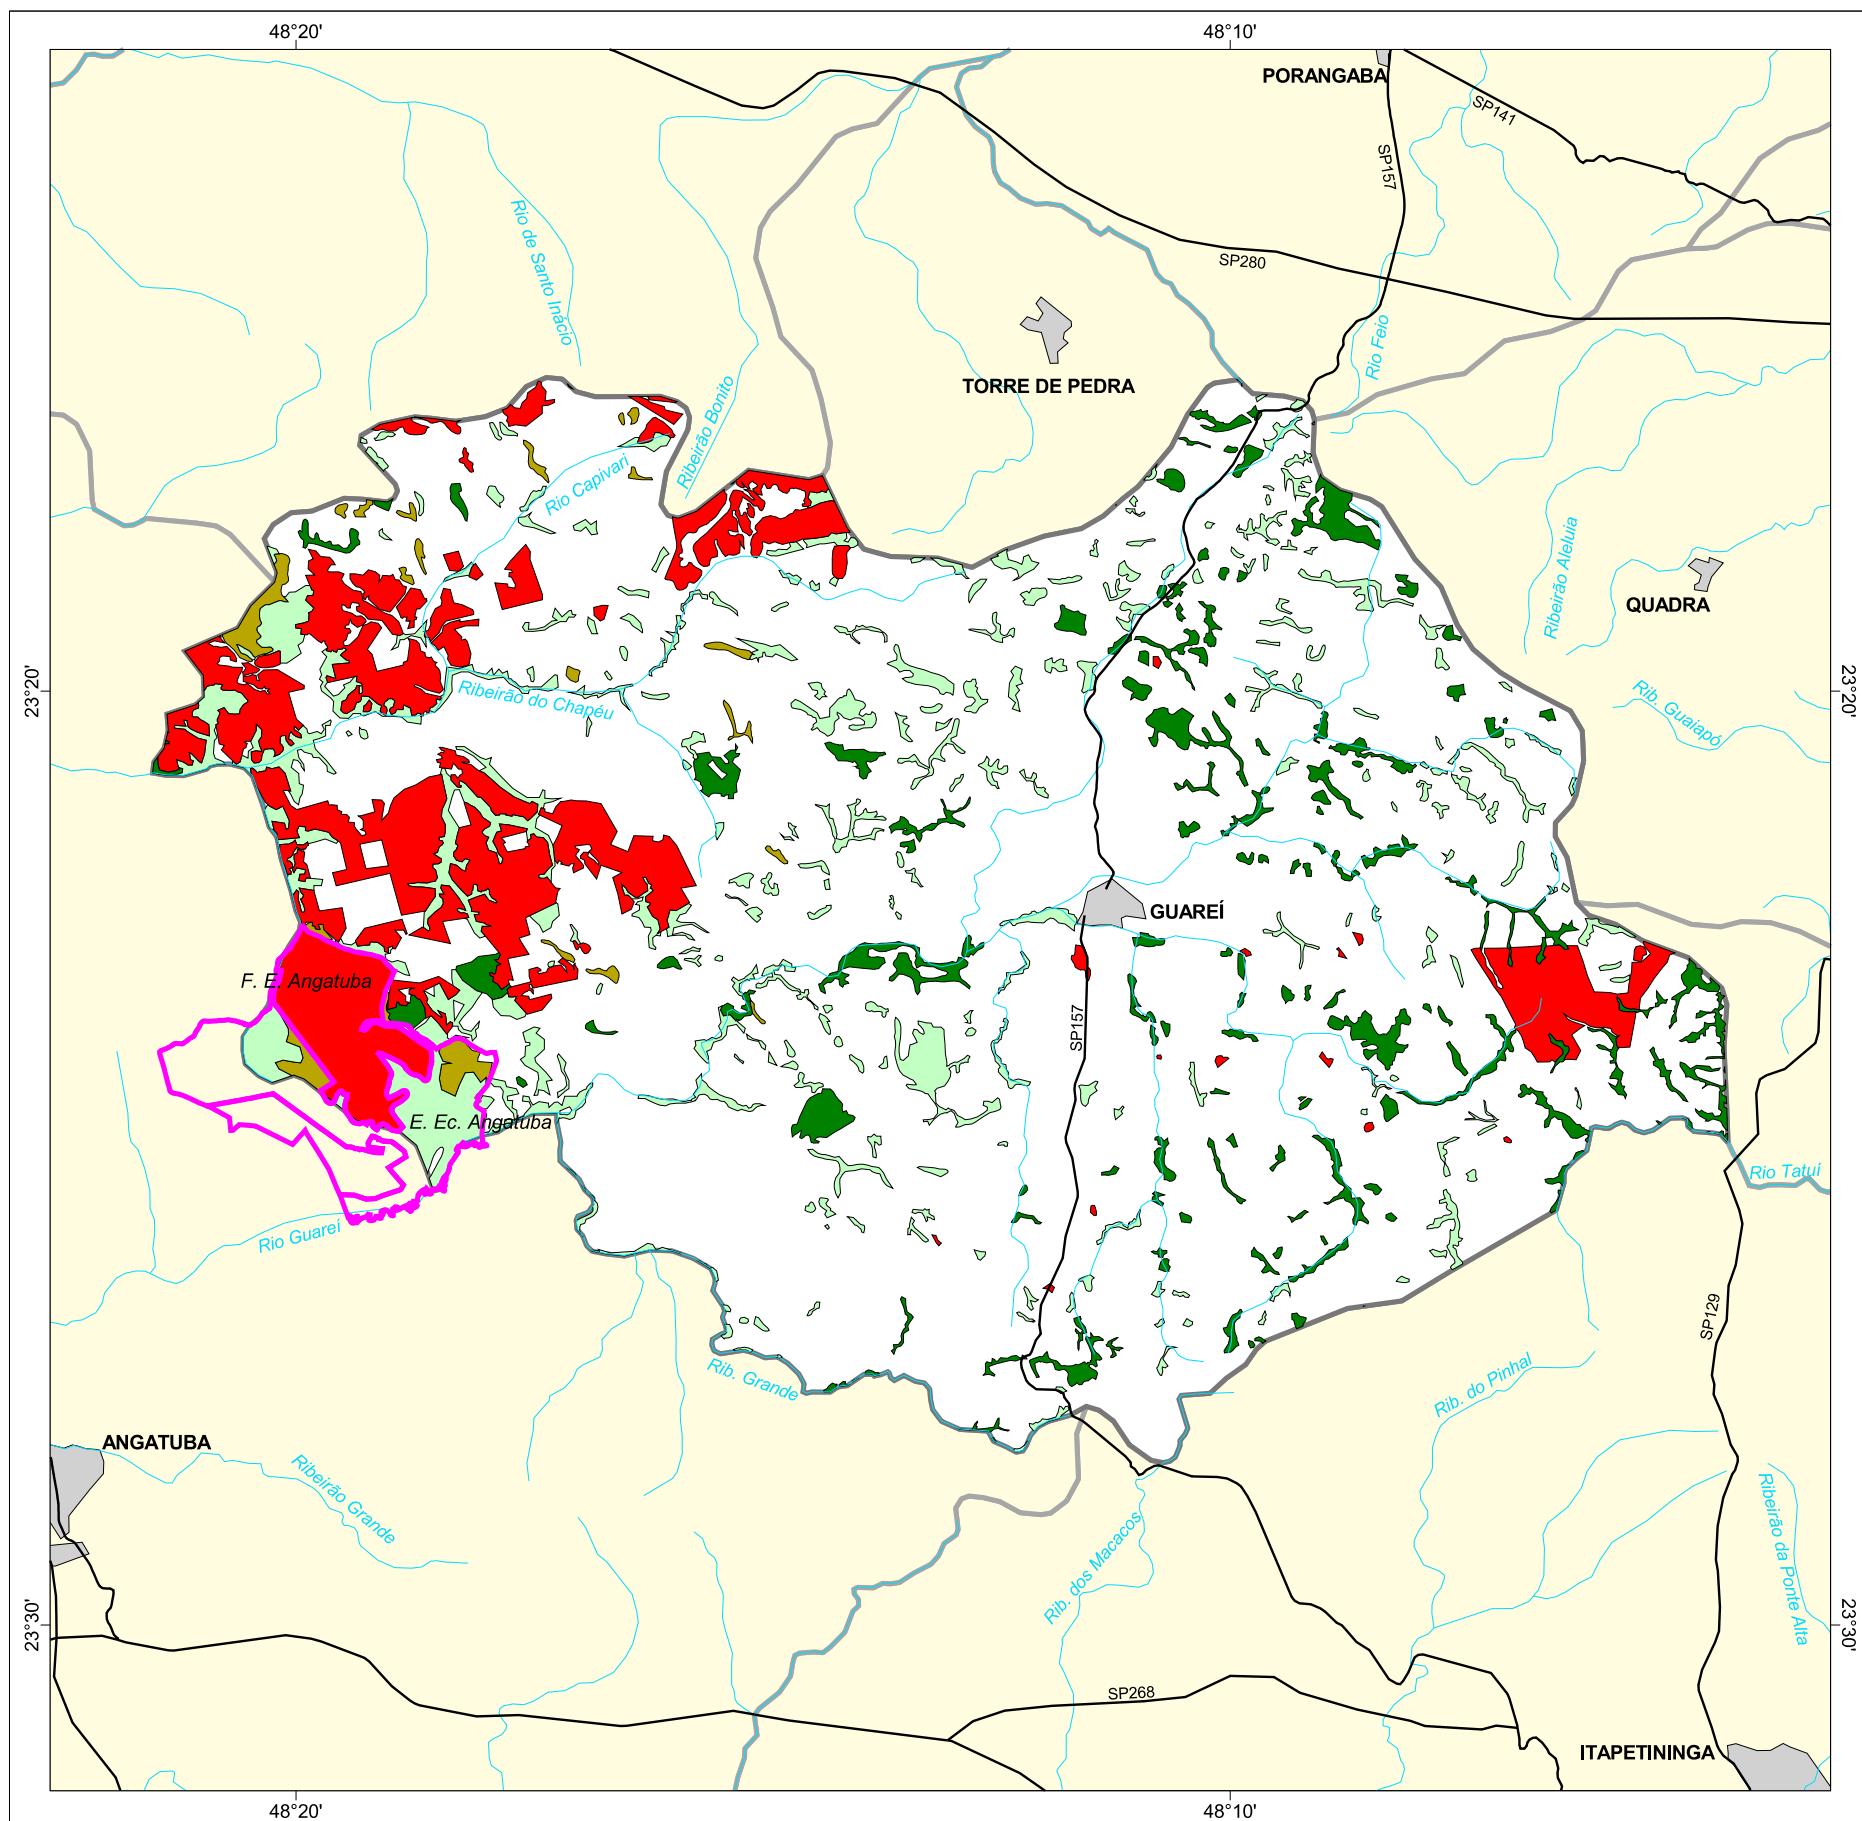 48°20'
48°10'
PORANGABA
SP141
SP157
Rio de Santo Inácio
SP280
Rio Feio
TORRE DE PEDRA
Ribeirão Bonito
Rio Capivari
Ribeirão Aleluia
QUADRA
23°20'
23°20'
Ribeirão do Chapéu
Rib. Guaiapó
GUAREÍ
F. E. Angatuba
SP157
E. Ec. Angatuba
Rio Tatuí
Rio Guareí
SP129
Rib. Grande
Rib. do Pinhal
ANGATUBA
Ribeirão Grande
Rib. dos Macacos
Ribeirão da Ponte Alta
23°30'
23°30'
SP268
ITAPETININGA
48°20'
48°10'